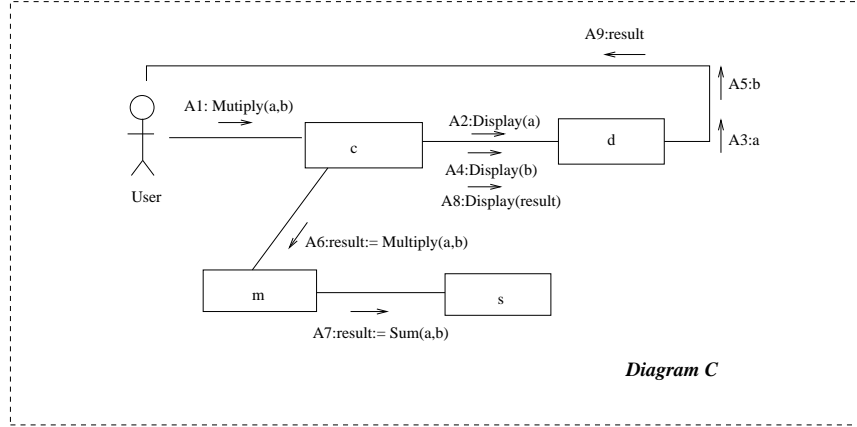 A9:result
A5:b
A1: Mutiply(a,b)
A2:Display(a)
c
d
A3:a
A4:Display(b)
User
A8:Display(result)
A6:result:= Multiply(a,b)
m
s
A7:result:= Sum(a,b)
Diagram C